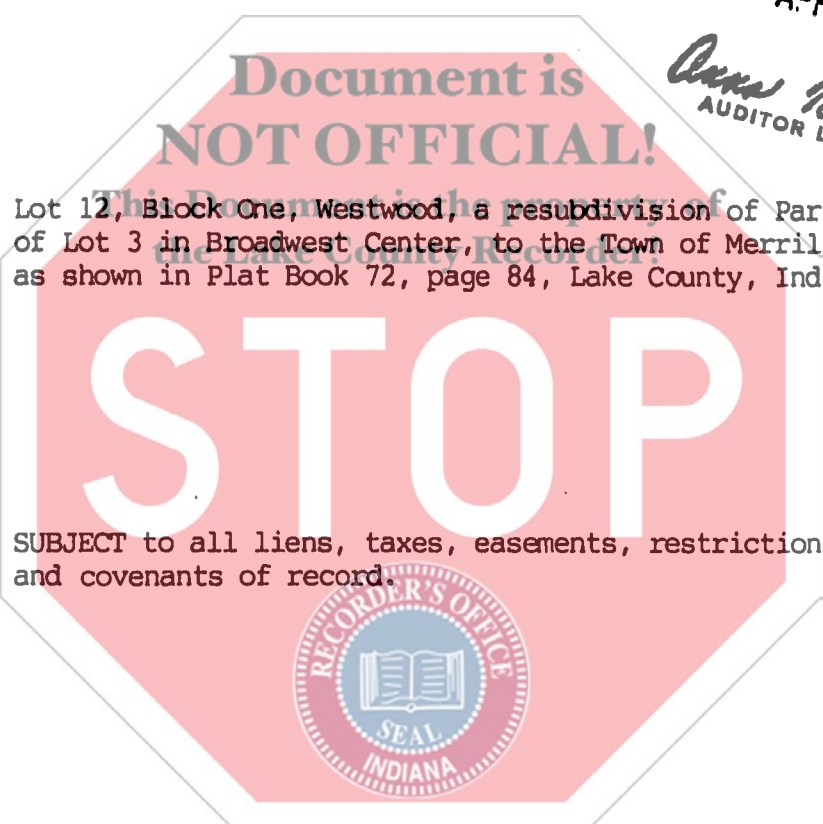 Document is
NOT OFFICIAL!
AUDITOR
This Document is the property of
the Lake County Recorder!
Lot 12, Block One, Westwood, a resubdivision of Par
of Lot 3 in Broadwest Center, to the Town of Merril
as shown in Plat Book 72, page 84, Lake County, Ind
STOP
SUBJECT to all liens, taxes, easements, restriction
and covenants of record.
RECORDER'S OFFICE
SEAL
INDIANA